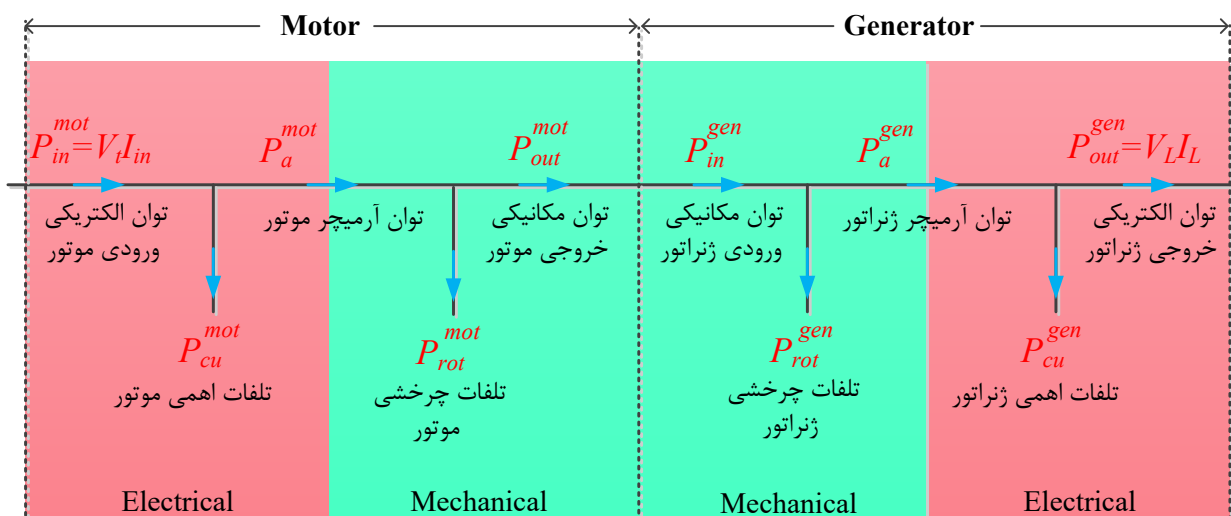 Motor
Generator
P_in^mot=V_tI_in
P_a^mot
P_out^mot
P_in^gen
P_a^gen
P_out^gen=V_LI_L
توان الکتریکی
ورودی موتور
توان آرمیچر موتور
توان مکانیکی
خروجی موتور
توان مکانیکی
ورودی ژنراتور
توان آرمیچر ژنراتور
توان الکتریکی
خروجی ژنراتور
P_cu^mot
تلفات اهمی موتور
P_rot^mot
تلفات چرخشی
موتور
P_rot^gen
تلفات چرخشی
ژنراتور
P_cu^gen
تلفات اهمی ژنراتور
Electrical
Mechanical
Mechanical
Electrical